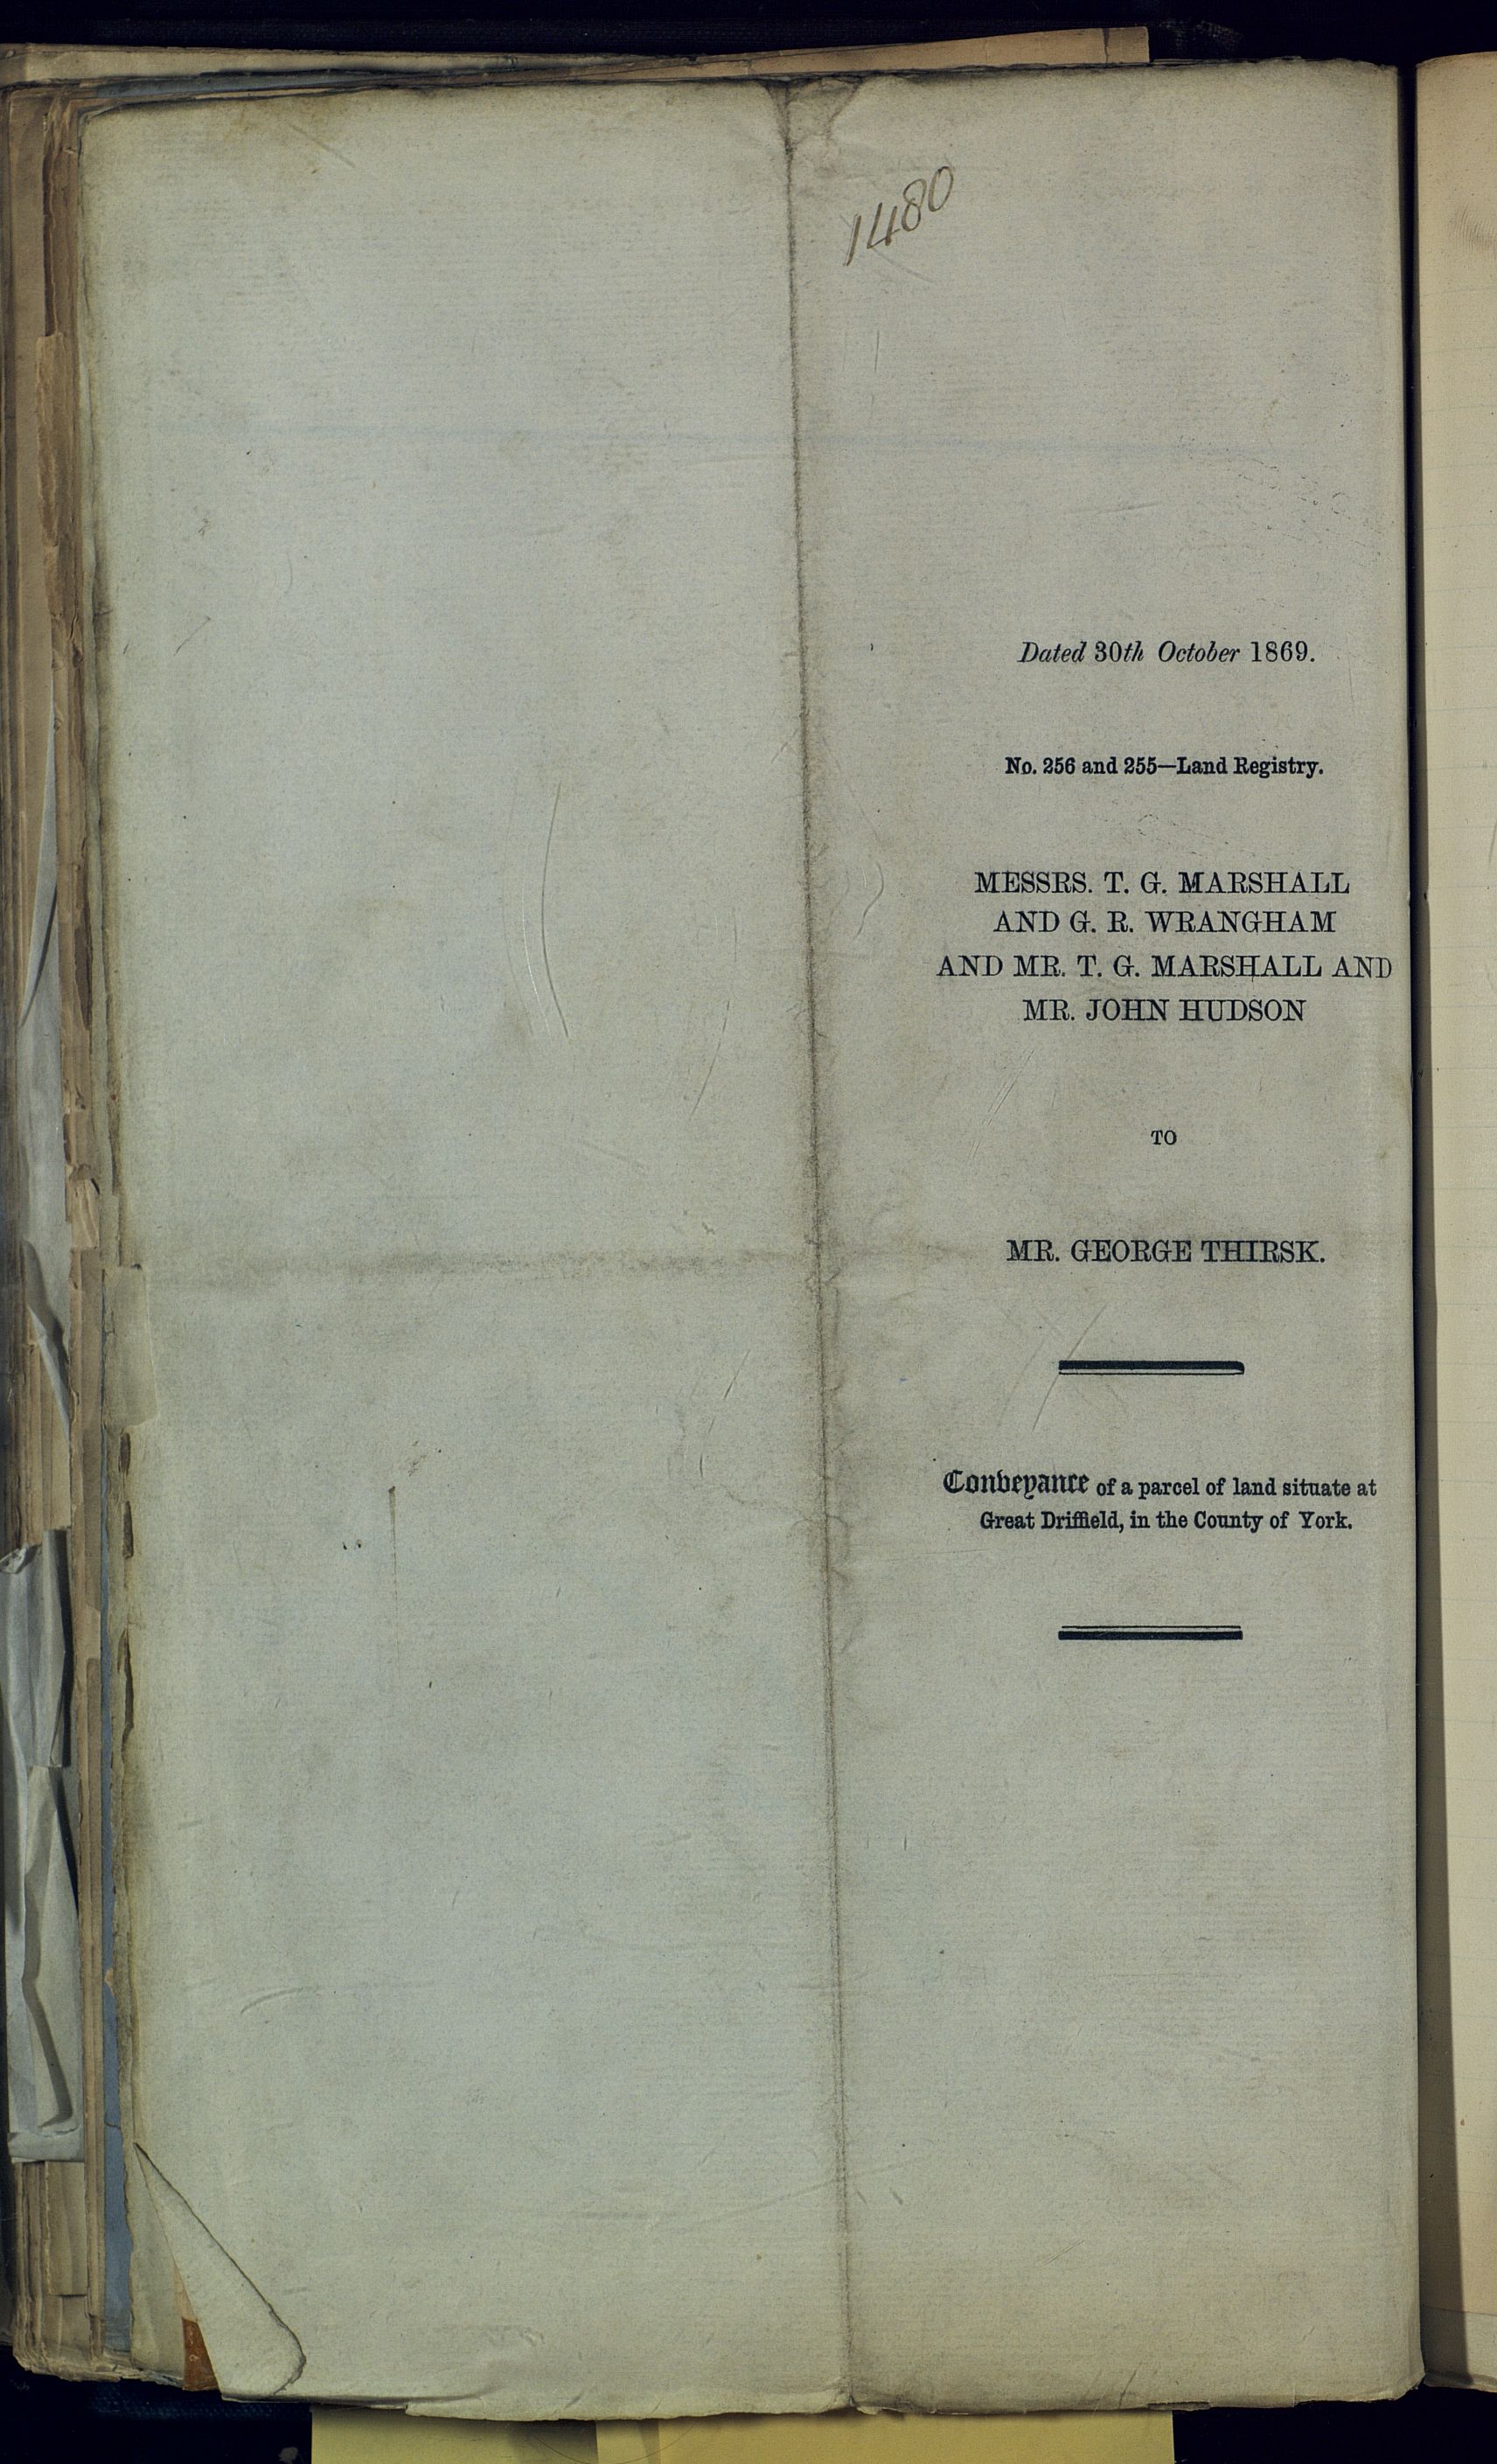 1480
Dated 30th October 1869.
No. 256 and 255—Land Registry.
MESSRS. T. G. MARSHALL
AND G. R. WRANGHAM
AND MR. T. G. MARSHALL AND
MR. JOHN HUDSON
TO
MR. GEORGE THIRSK.
Conveyance of a parcel of land situate at
Great Driffield, in the County of York.